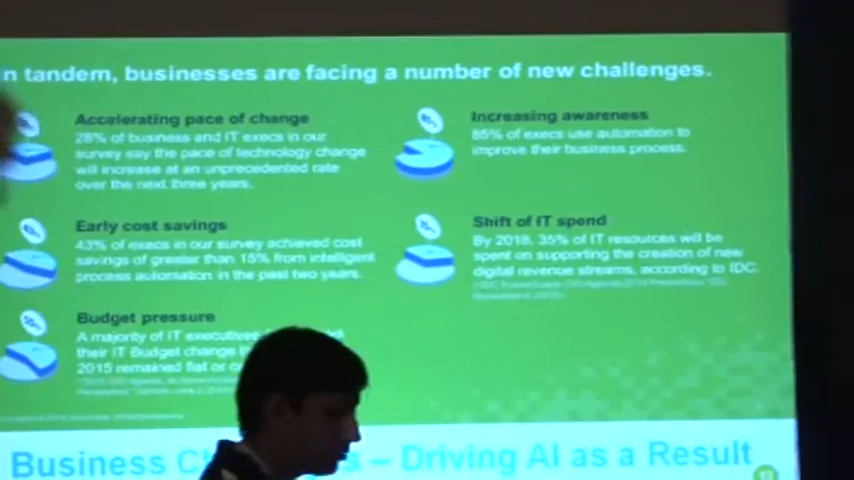 n tandem, businesses are facing a number of new challenges.
Accelerating pace of change
28% of business and IT execs in our
survey say the pace of technology change
will increase at an unprecedented rate
over the next three years.
Early cost savings
43% of execs in our survey achieved cost
savings of greater than 15% from intelligent
process automation in the past two years.
Budget pressure
A majority of IT executives
their IT Budget change
2015 remained flat or
Increasing awareness
85% of execs use automation to
improve their business process.
Shift of IT spend
By 2018, 35% of IT resources will be
spent on supporting the creation of new
digital revenue streams, according to IDC.
Business – Driving AI as a Result